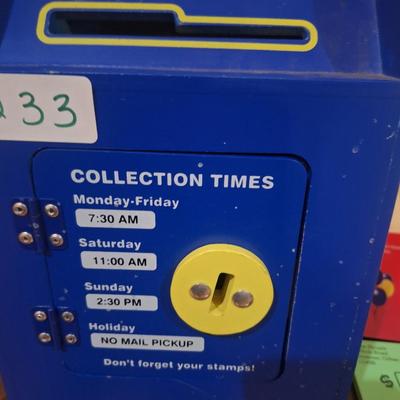 233
COLLECTION TIMES
Monday-Friday
7:30 AM
Saturday
11:00 AM
Sunday
2:30 PM
Holiday
NO MAIL PICKUP
Don't forget your stamps!